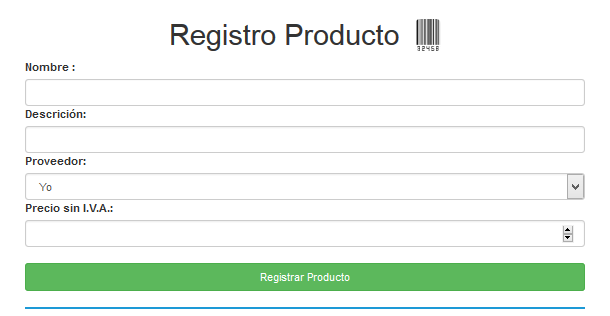 Registro Producto
32458
Nombre :
Descrición:
Proveedor:
Yo
Precio sin I.V.A.:
Registrar Producto